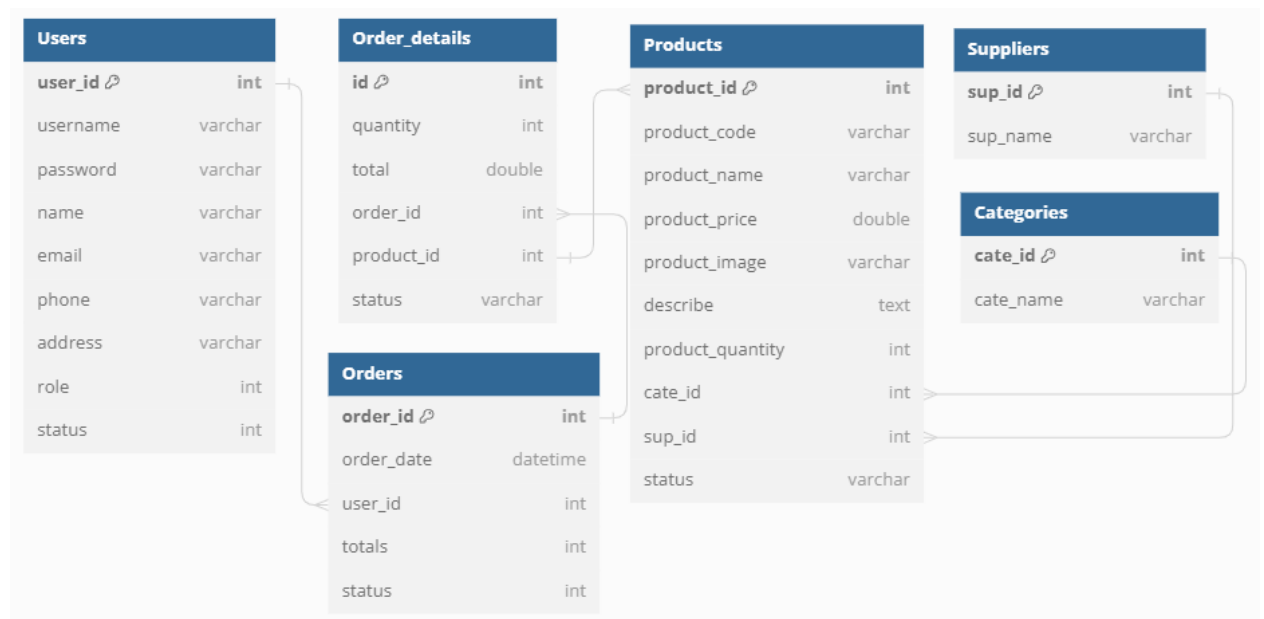 Users
user_id int
username varchar
password varchar
name varchar
email varchar
phone varchar
address varchar
role int
status int
Order_details
id int
quantity int
total double
order_id int
product_id int
status varchar
Orders
order_id int
order_date datetime
user_id int
totals int
status int
Products
product_id int
product_code varchar
product_name varchar
product_price double
product_image varchar
describe text
product_quantity int
cate_id int
sup_id int
status varchar
Suppliers
sup_id int
sup_name varchar
Categories
cate_id int
cate_name varchar